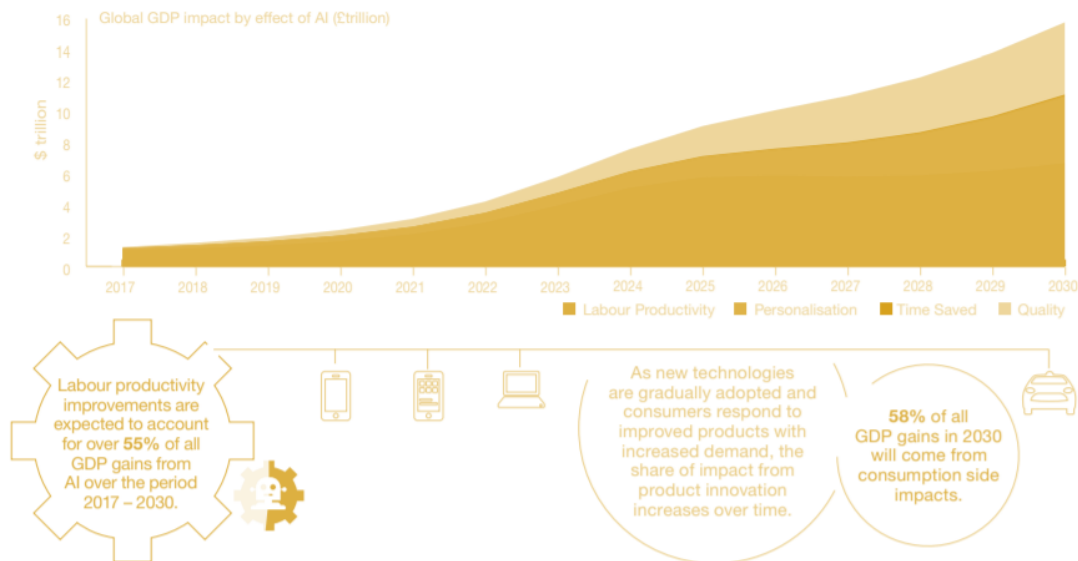 Global GDP impact by effect of AI (£trillion)
$ trillion
16
14
12
10
8
6
4
2
0
2017 2018 2019 2020 2021 2022 2023 2024 2025 2026 2027 2028 2029 2030
Labour Productivity Personalisation Time Saved Quality
Labour productivity
improvements are
expected to account
for over 55% of all
GDP gains from
AI over the period
2017 – 2030.
As new technologies
are gradually adopted and
consumers respond to
improved products with
increased demand, the
share of impact from
product innovation
increases over time.
58% of all
GDP gains in 2030
will come from
consumption side
impacts.